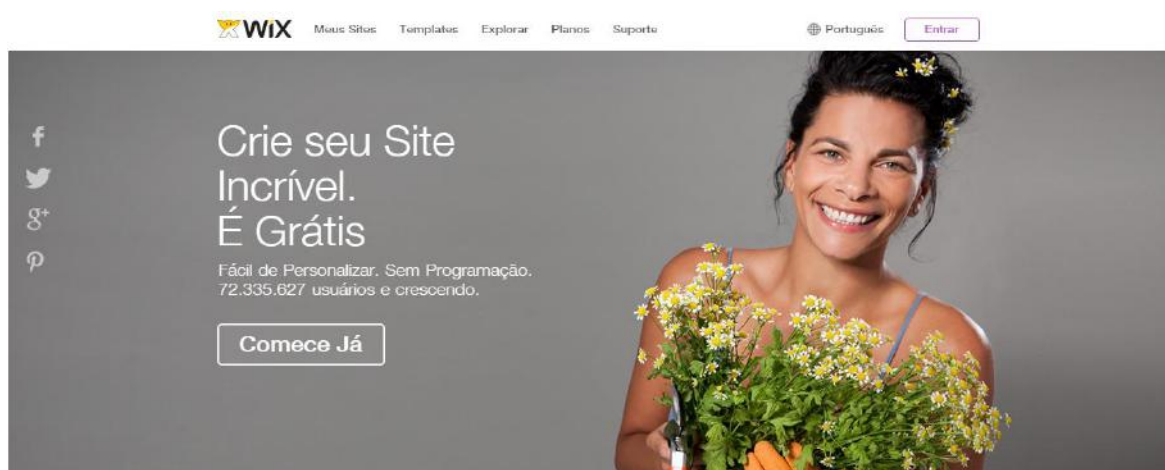 WiX Meus Sites Templates Explorar Planos Suporte Português Entrar
Crie seu Site
Incrível.
É Grátis
Fácil de Personalizar. Sem Programação.
72.335.627 usuários e crescendo.
Comece Já